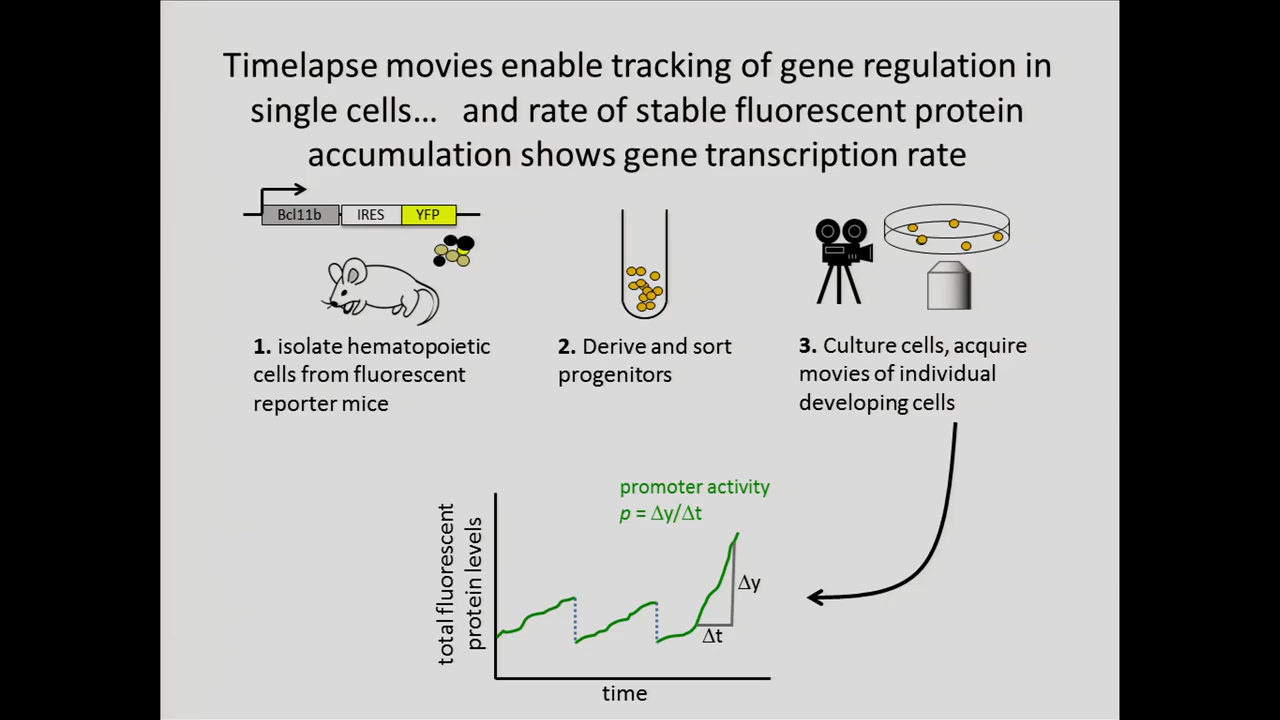 Timelapse movies enable tracking of gene regulation in
single cells… and rate of stable fluorescent protein
accumulation shows gene transcription rate
Bcl11b IRES YFP
1. isolate hematopoietic
cells from fluorescent
reporter mice
2. Derive and sort
progenitors
3. Culture cells, acquire
movies of individual
developing cells
promoter activity
p = Δy/Δt
total fluorescent
protein levels
Δy
Δt
time